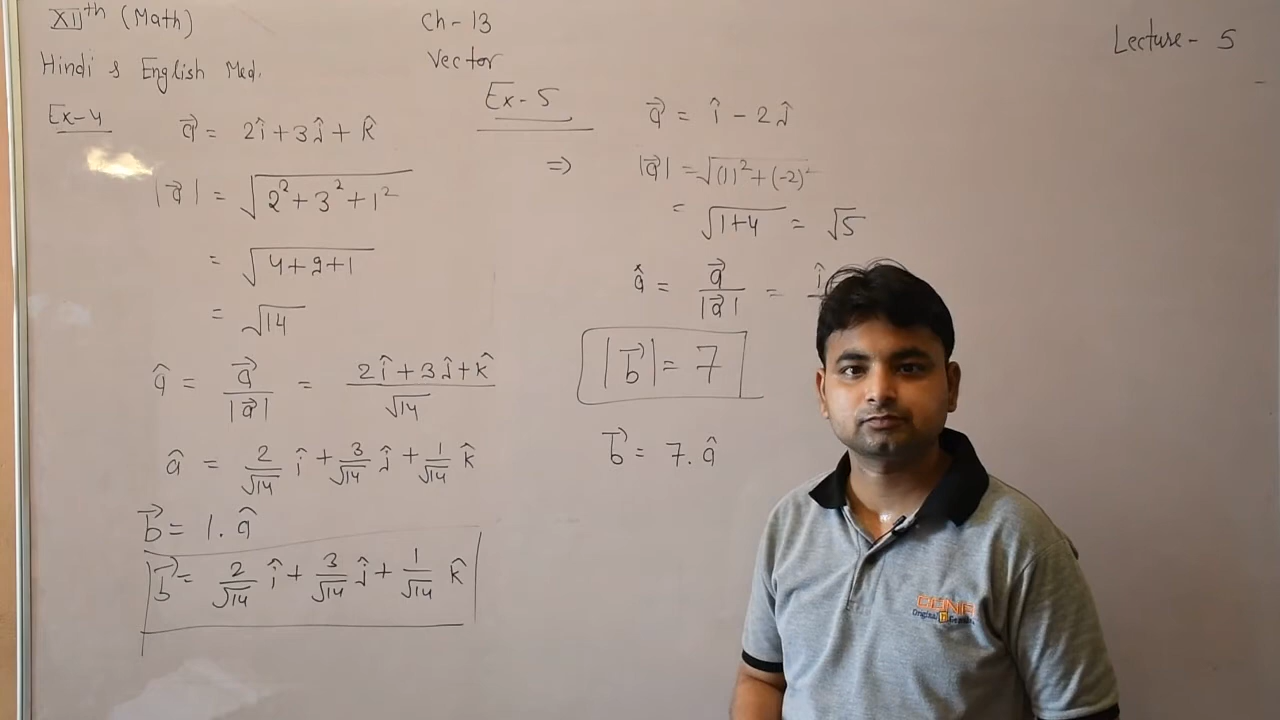 XIIth (Math)
Ch - 13
Lecture - 5
Hindi & English Med.
Vector
Ex-4
a⃗ = 2î + 3ĵ + k̂
|a⃗| = √(2² + 3² + 1²)
= √(4+9+1)
= √14
â = a⃗/|a⃗| = (2î + 3ĵ + k̂)/√14
â = 2/√14 î + 3/√14 ĵ + 1/√14 k̂
b⃗ = 1. â
b⃗ = 2/√14 î + 3/√14 ĵ + 1/√14 k̂
Ex- 5
a⃗ = î - 2ĵ
⇒ |a⃗| = √((1)² + (-2)²)
= √(1+4) = √5
â = a⃗/|a⃗| = î
|b⃗| = 7
b⃗ = 7. â
Original